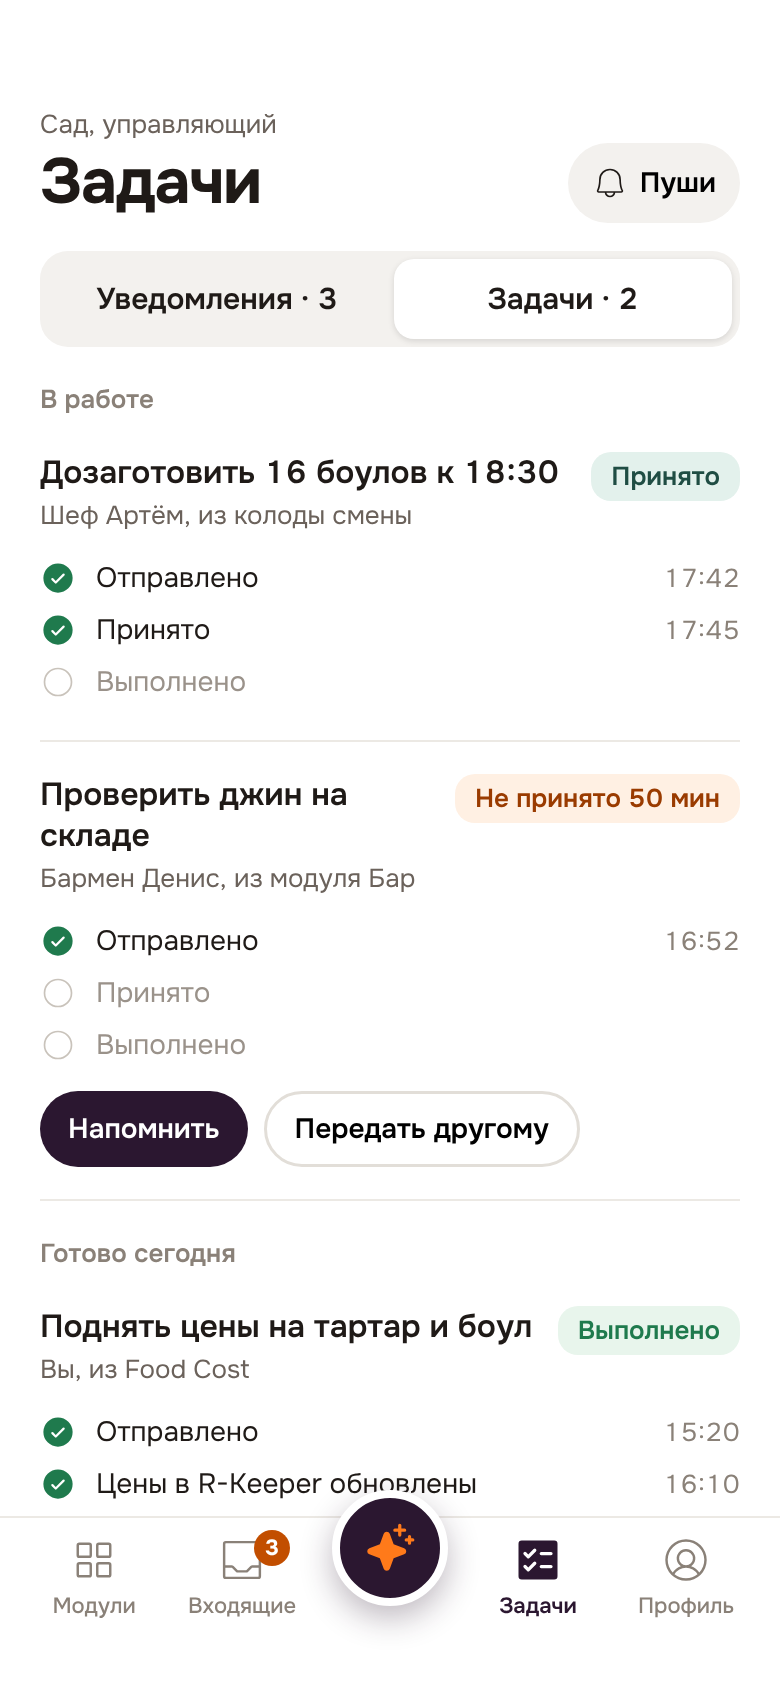 Сад, управляющий
Задачи
Пуши
Уведомления · 3
Задачи · 2
В работе
Дозаготовить 16 боулов к 18:30
Принято
Шеф Артём, из колоды смены
Отправлено 17:42
Принято 17:45
Выполнено
Проверить джин на
складе
Не принято 50 мин
Бармен Денис, из модуля Бар
Отправлено 16:52
Принято
Выполнено
Напомнить
Передать другому
Готово сегодня
Поднять цены на тартар и боул
Выполнено
Вы, из Food Cost
Отправлено 15:20
Цены в R-Keeper обновлены 16:10
Модули
3
Входящие
Задачи
Профиль